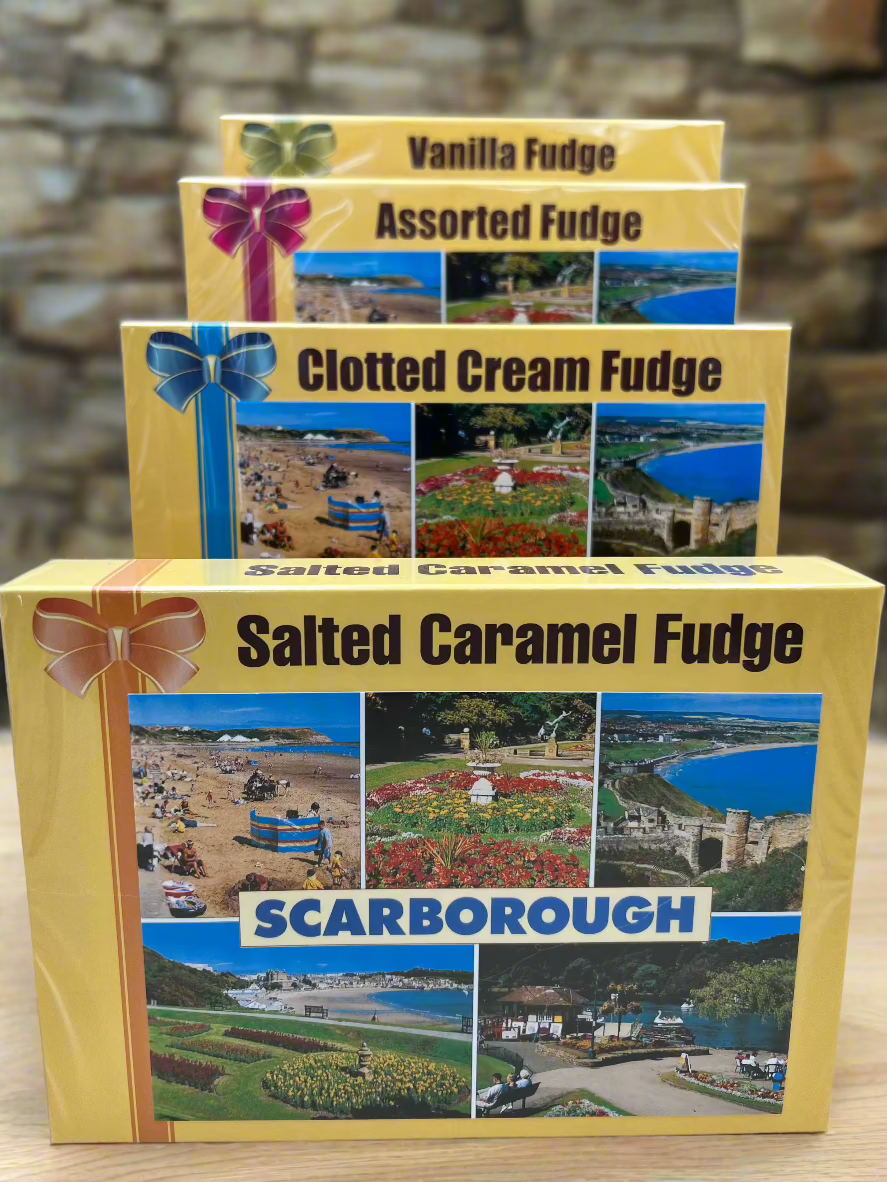 Vanilla Fudge
Assorted Fudge
Clotted Cream Fudge
Salted Caramel Fudge
Salted Caramel Fudge
SCARBOROUGH